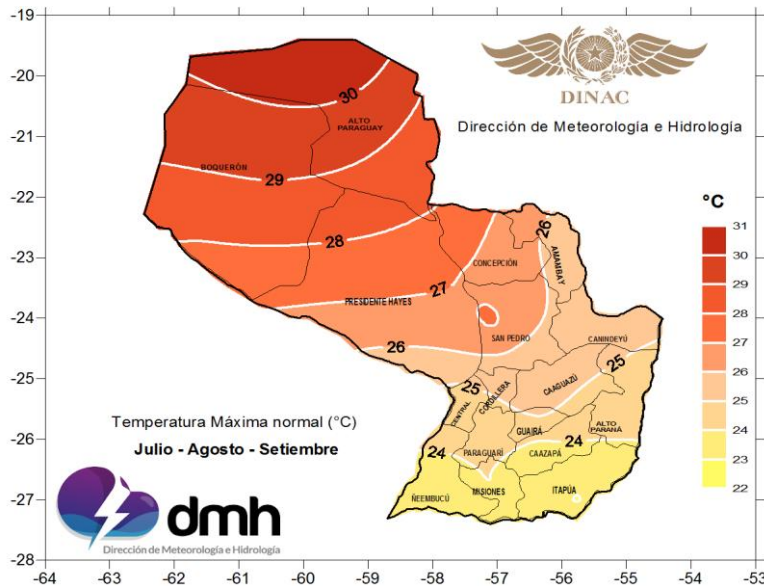 -19
-20
-21
-22
-23
-24
-25
-26
-27
-28
-64
-63
-62
-61
-60
-59
-58
-57
-56
-55
-54
-53
DINAC
Dirección de Meteorología e Hidrología
°C
31
30
29
28
27
26
25
24
23
22
30
ALTO
PARAGUAY
BOQUERÓN
29
28
26
CONCEPCIÓN
AMAMBAY
27
PRESIDENTE HAYES
SAN PEDRO
CANINDEYÚ
26
25
25
CAAGUAZÚ
CORDILLERA
CENTRAL
GUAIRÁ
ALTO
PARANÁ
24
24
PARAGUARÍ
CAAZAPÁ
ÑEEMBUCÚ
MISIONES
ITAPÚA
Temperatura Máxima normal (°C)
Julio - Agosto - Setiembre
dmh
Dirección de Meteorología e Hidrología